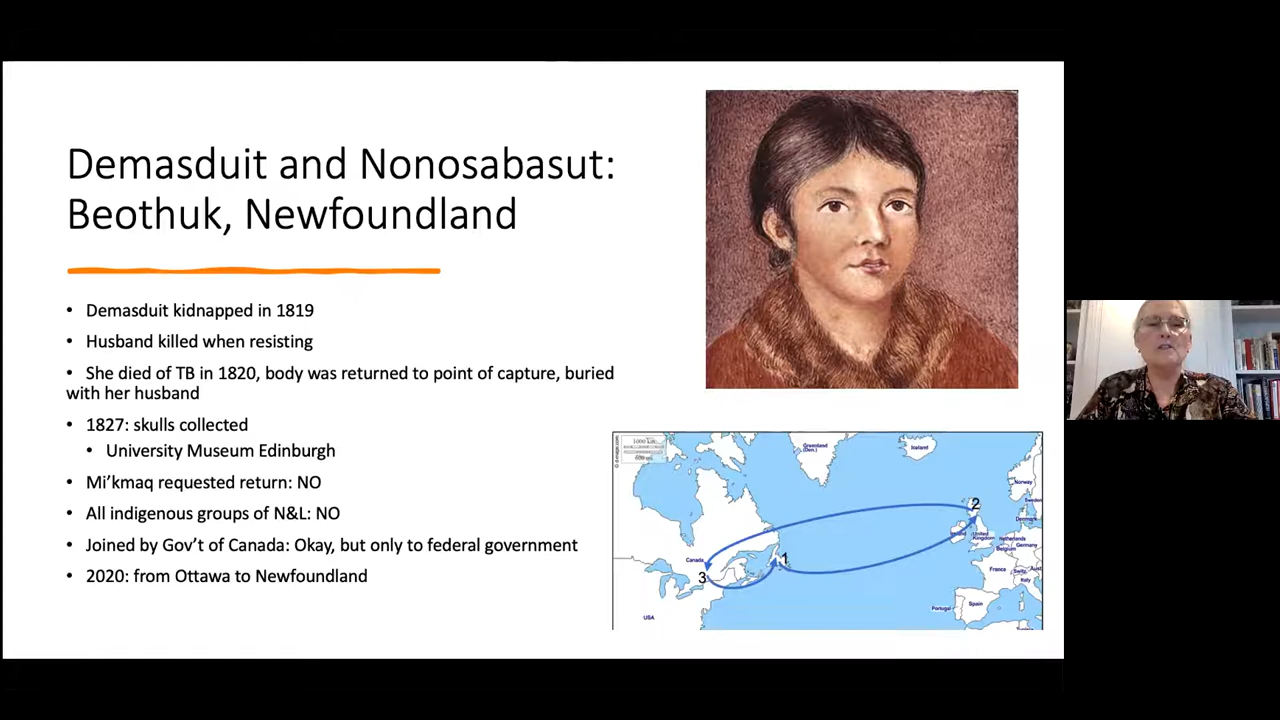 Demasduit and Nonosabasut:
Beothuk, Newfoundland
• Demasduit kidnapped in 1819
• Husband killed when resisting
• She died of TB in 1820, body was returned to point of capture, buried
with her husband
• 1827: skulls collected
• University Museum Edinburgh
• Mi’kmaq requested return: NO
• All indigenous groups of N&L: NO
• Joined by Gov’t of Canada: Okay, but only to federal government
• 2020: from Ottawa to Newfoundland
Greenland
(Den.)
Iceland
Norway
Sweden
Denmark
2
Ireland
United
Kingdom
Netherlands
Belgium
Germany
France
Switz.
Italy
Portugal
Spain
Canada
1
3
USA